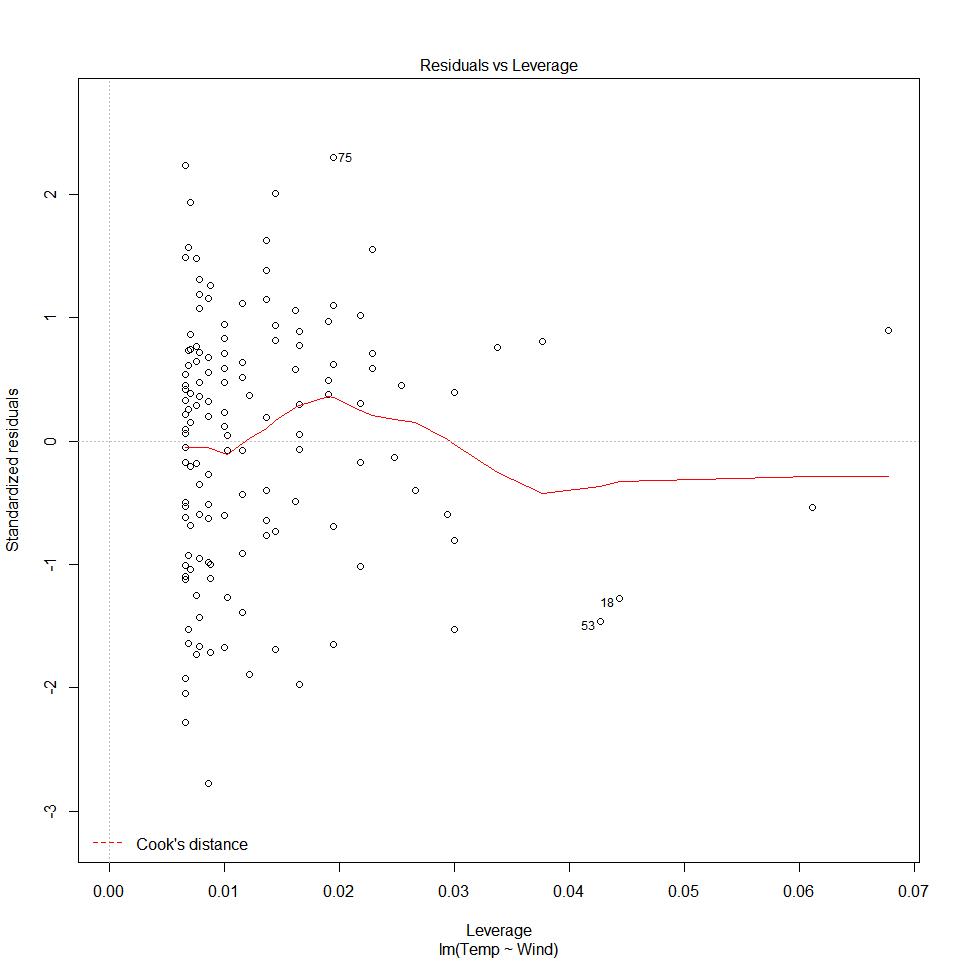 Residuals vs Leverage
Standardized residuals
2
1
0
-1
-2
-3
75
18
53
Cook's distance
0.00 0.01 0.02 0.03 0.04 0.05 0.06 0.07
Leverage
lm(Temp ~ Wind)